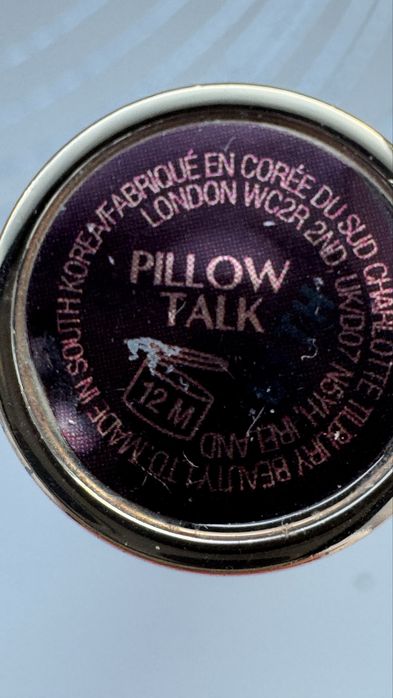 MADE IN SOUTH KOREA/FABRIQUÉ EN CORÉE DU SUD CHARLOTTE TILBURY BEAUTY LTD
LONDON WC2R 2ND, UK/D07 N5YH, IRELAND
PILLOW
TALK
12 M